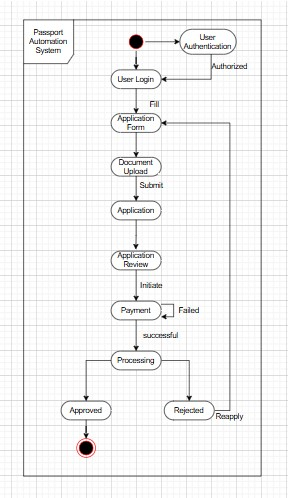 Passport
Automation
System
User
Authentication
Authorized
User Login
Fill
Application
Form
Document
Upload
Submit
Application
Application
Review
Initiate
Payment
Failed
successful
Processing
Approved
Rejected
Reapply